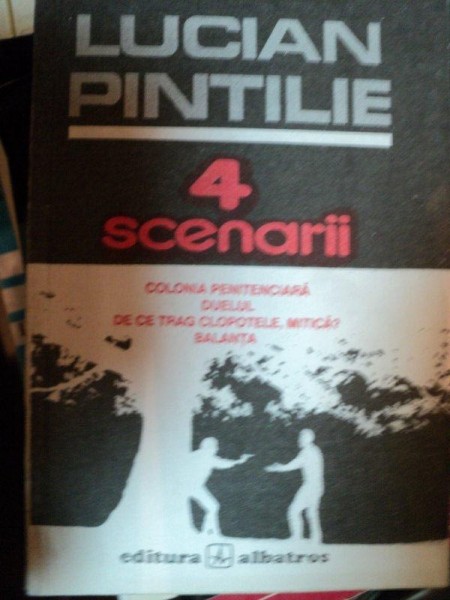 LUCIAN
PINTILIE
4
scenarii
COLONIA PENITENCIARĂ
DUELUL
DE CE TRAG CLOPOTELE, MITICĂ?
BALANȚA
editura albatros